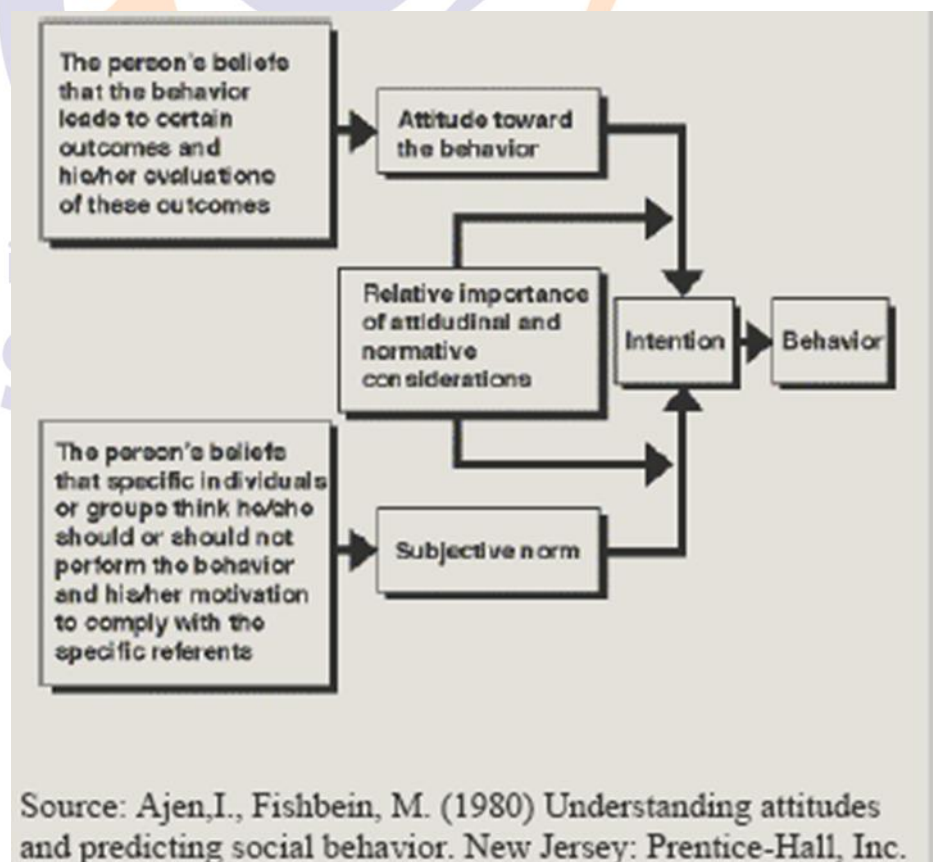 The person's beliefs
that the behavior
leads to certain
outcomes and
his/her evaluations
of these outcomes
Attitude toward
the behavior
Relative importance
of attidudinal and
normative
considerations
Intention
Behavior
The person's beliefs
that specific individuals
or groups think he/she
should or should not
perform the behavior
and his/her motivation
to comply with the
specific referents
Subjective norm
Source: Ajen,I., Fishbein, M. (1980) Understanding attitudes
and predicting social behavior. New Jersey: Prentice-Hall, Inc.